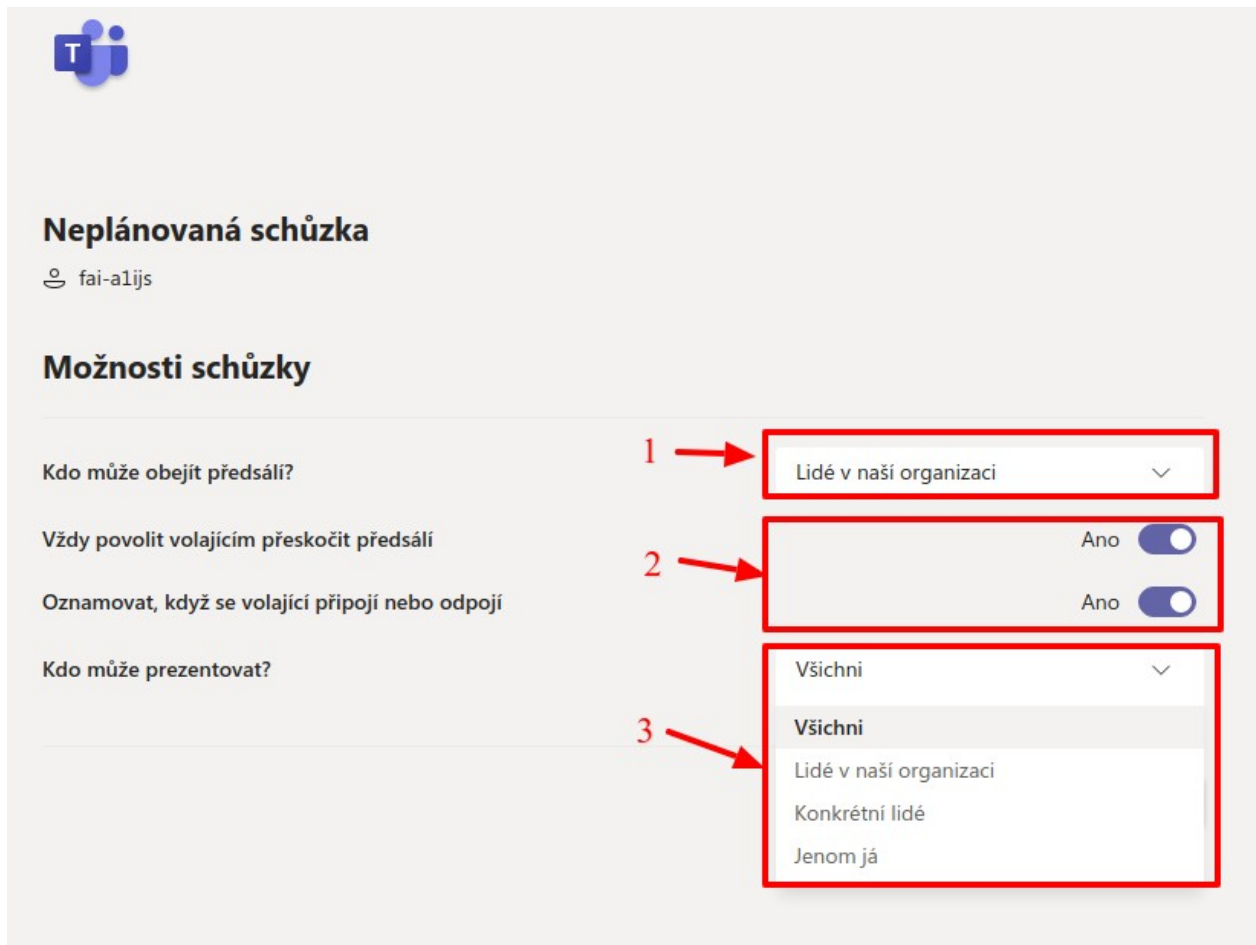 T
Neplánovaná schůzka
fai-a1ijs
Možnosti schůzky
1
Kdo může obejít předsálí?
Lidé v naší organizaci
2
Vždy povolit volajícím přeskočit předsálí
Ano
Oznamovat, když se volající připojí nebo odpojí
Ano
Kdo může prezentovat?
Všichni
3
Všichni
Lidé v naší organizaci
Konkrétní lidé
Jenom já